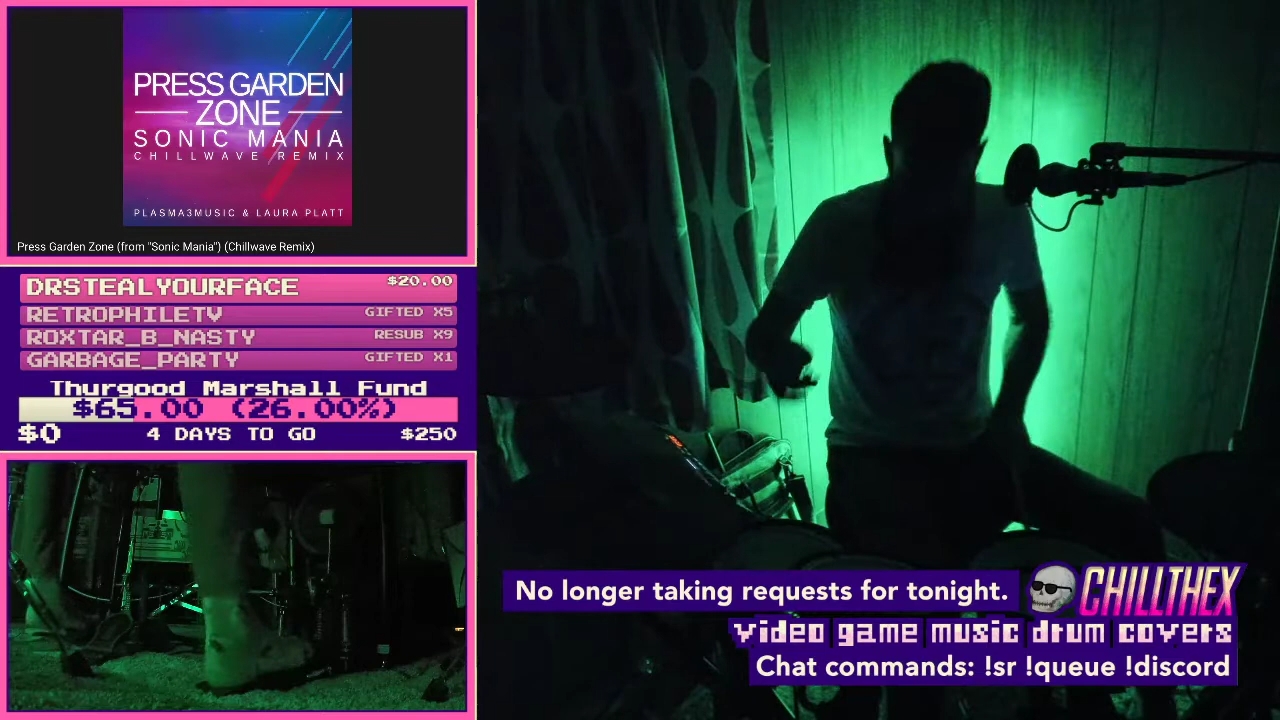 PRESS GARDEN
ZONE
SONIC MANIA
CHILLWAVE REMIX
PLASMA3MUSIC & LAURA PLATT
Press Garden Zone (from "Sonic Mania") (Chillwave Remix)
DRSTEALYOURFACE $20.00
RETROPHILETV GIFTED X5
ROXTAR_B_NASTY RESUB X9
GARBAGE_PARTY GIFTED X1
Thurgood Marshall Fund
$65.00 (26.00%)
$0 4 DAYS TO GO $250
No longer taking requests for tonight.
CHILLTHEX
video game music drum covers
Chat commands: !sr !queue !discord